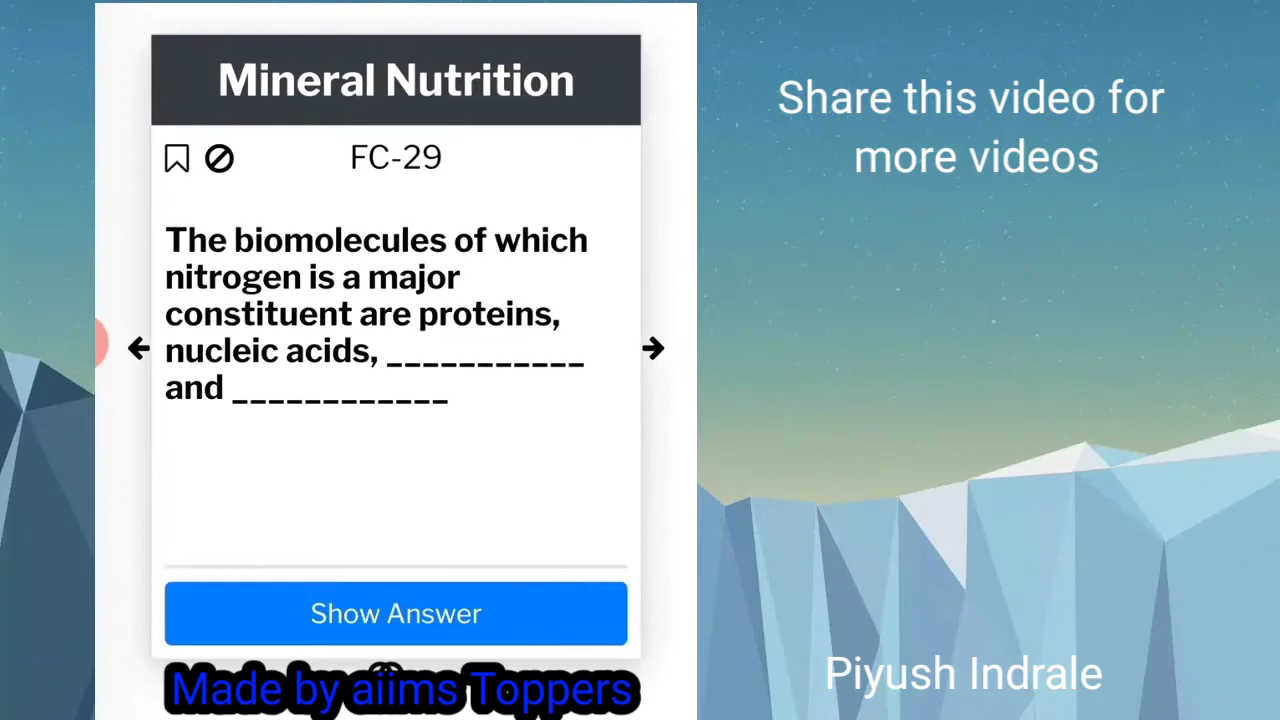 Mineral Nutrition
FC-29
The biomolecules of which
nitrogen is a major
constituent are proteins,
nucleic acids, ___________
and ____________
Show Answer
Made by aiims Toppers
Share this video for
more videos
Piyush Indrale